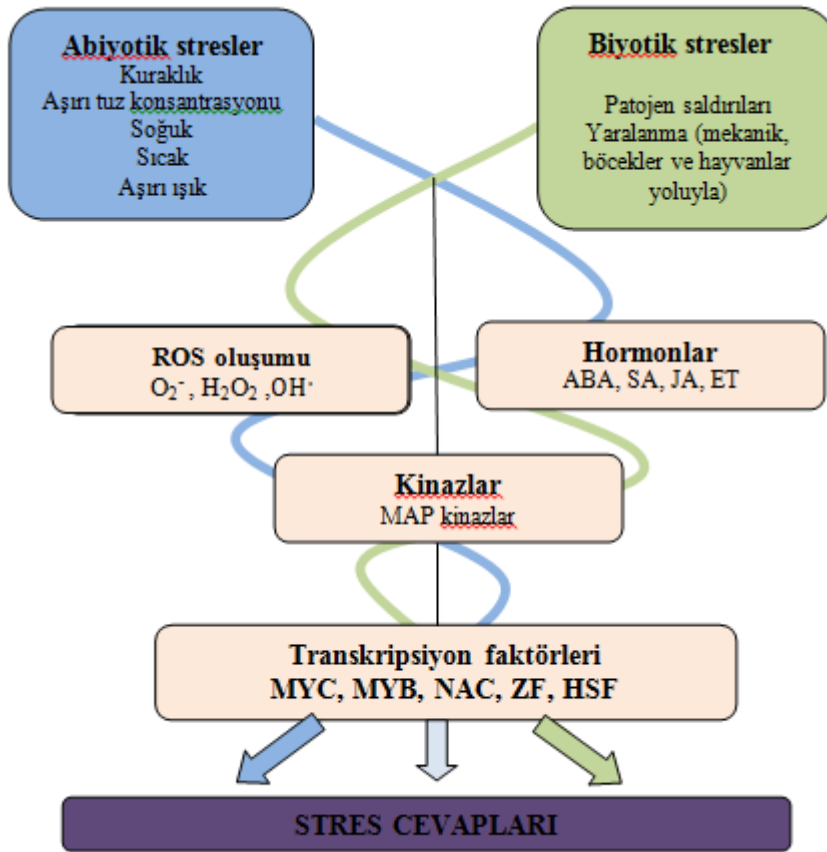 Abiyotik stresler
Kuraklık
Aşırı tuz konsantrasyonu
Soğuk
Sıcak
Aşırı ışık
Biyotik stresler
Patojen saldırıları
Yaralanma (mekanik,
böcekler ve hayvanlar
yoluyla)
ROS oluşumu
O₂⁻, H₂O₂ ,OH·
Hormonlar
ABA, SA, JA, ET
Kinazlar
MAP kinazlar
Transkripsiyon faktörleri
MYC, MYB, NAC, ZF, HSF
STRES CEVAPLARI